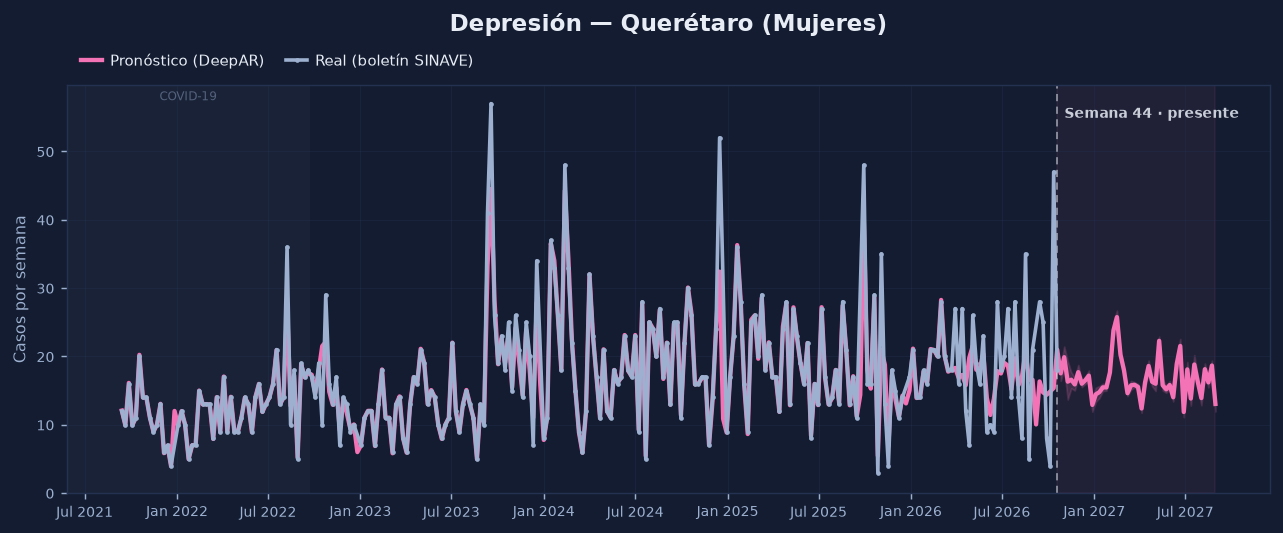 Depresión — Querétaro (Mujeres)
Pronóstico (DeepAR)
Real (boletín SINAVE)
COVID-19
Semana 44 · presente
Casos por semana
50
40
30
20
10
0
Jul 2021
Jan 2022
Jul 2022
Jan 2023
Jul 2023
Jan 2024
Jul 2024
Jan 2025
Jul 2025
Jan 2026
Jul 2026
Jan 2027
Jul 2027